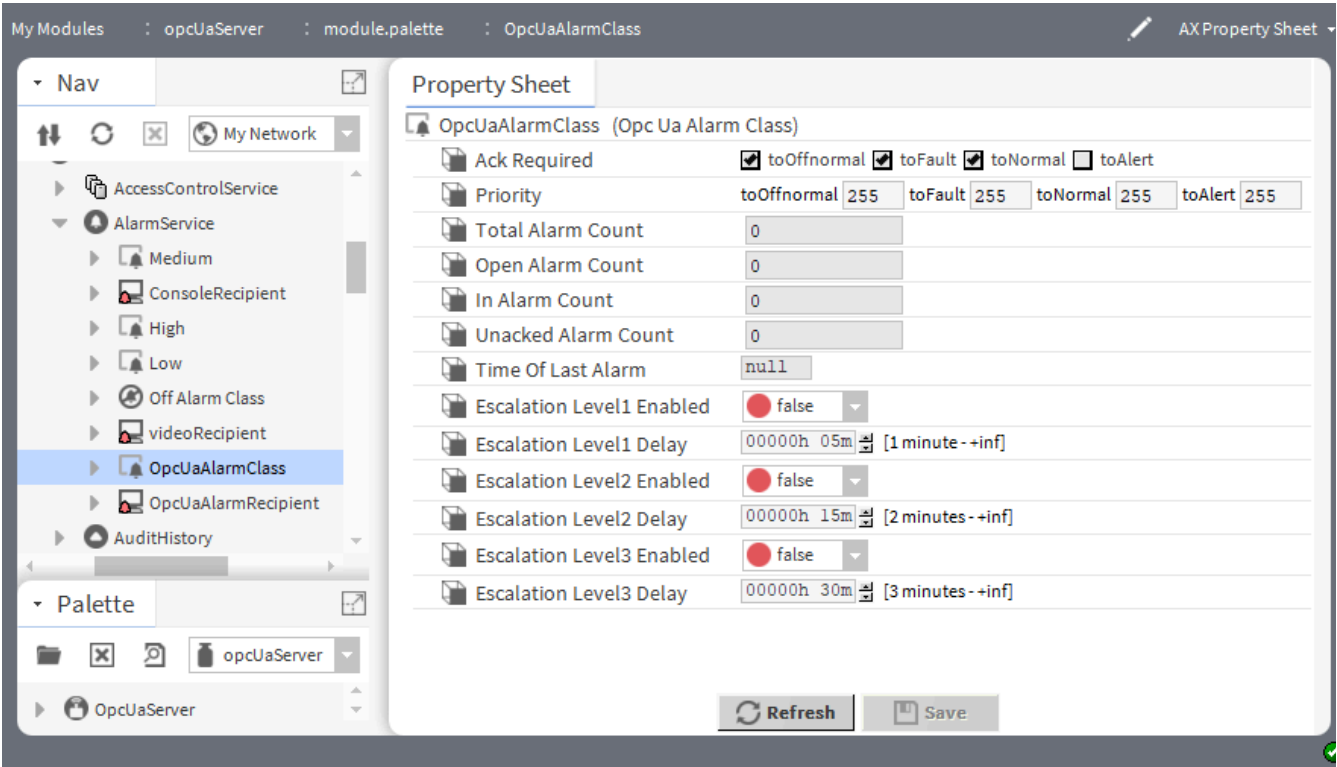 My Modules : opcUaServer : module.palette : OpcUaAlarmClass AX Property Sheet
Nav
My Network
AccessControlService
AlarmService
Medium
ConsoleRecipient
High
Low
Off Alarm Class
videoRecipient
OpcUaAlarmClass
OpcUaAlarmRecipient
AuditHistory
Palette
opcUaServer
OpcUaServer
Property Sheet
OpcUaAlarmClass (Opc Ua Alarm Class)
Ack Required toOffnormal toFault toNormal toAlert
Priority toOffnormal 255 toFault 255 toNormal 255 toAlert 255
Total Alarm Count 0
Open Alarm Count 0
In Alarm Count 0
Unacked Alarm Count 0
Time Of Last Alarm null
Escalation Level1 Enabled false
Escalation Level1 Delay 00000h 05m [1 minute - +inf]
Escalation Level2 Enabled false
Escalation Level2 Delay 00000h 15m [2 minutes - +inf]
Escalation Level3 Enabled false
Escalation Level3 Delay 00000h 30m [3 minutes - +inf]
Refresh Save